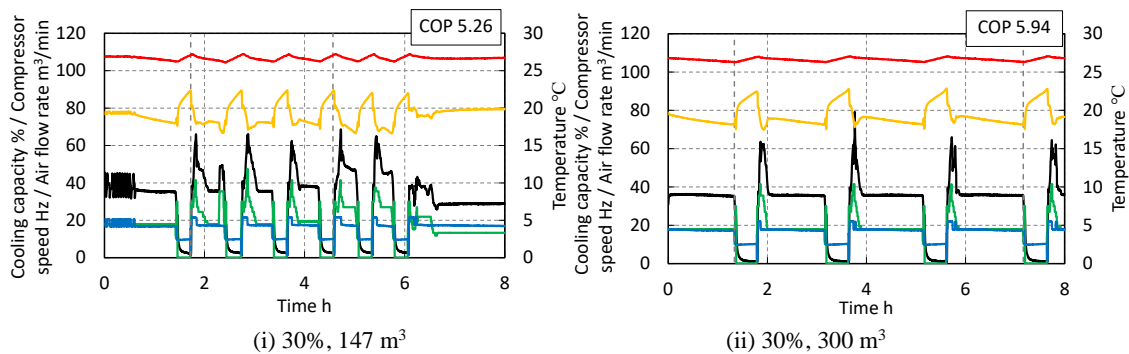 COP 5.26
120
100
80
60
40
20
0
30
25
20
15
10
5
0
0 2 4 6 8
Cooling capacity % / Compressor
speed Hz / Air flow rate m³/min
Temperature °C
Time h
(i) 30%, 147 m³
COP 5.94
120
100
80
60
40
20
0
30
25
20
15
10
5
0
0 2 4 6 8
Cooling capacity % / Compressor
speed Hz / Air flow rate m³/min
Temperature °C
Time h
(ii) 30%, 300 m³